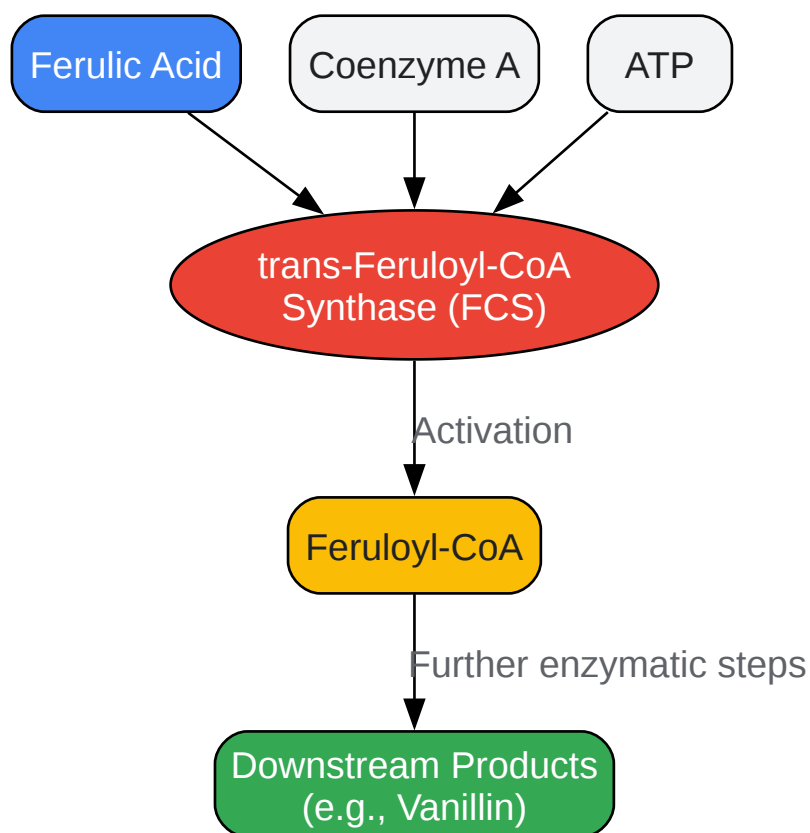 Ferulic Acid
Coenzyme A
ATP
trans-Feruloyl-CoA
Synthase (FCS)
Activation
Feruloyl-CoA
Further enzymatic steps
Downstream Products
(e.g., Vanillin)